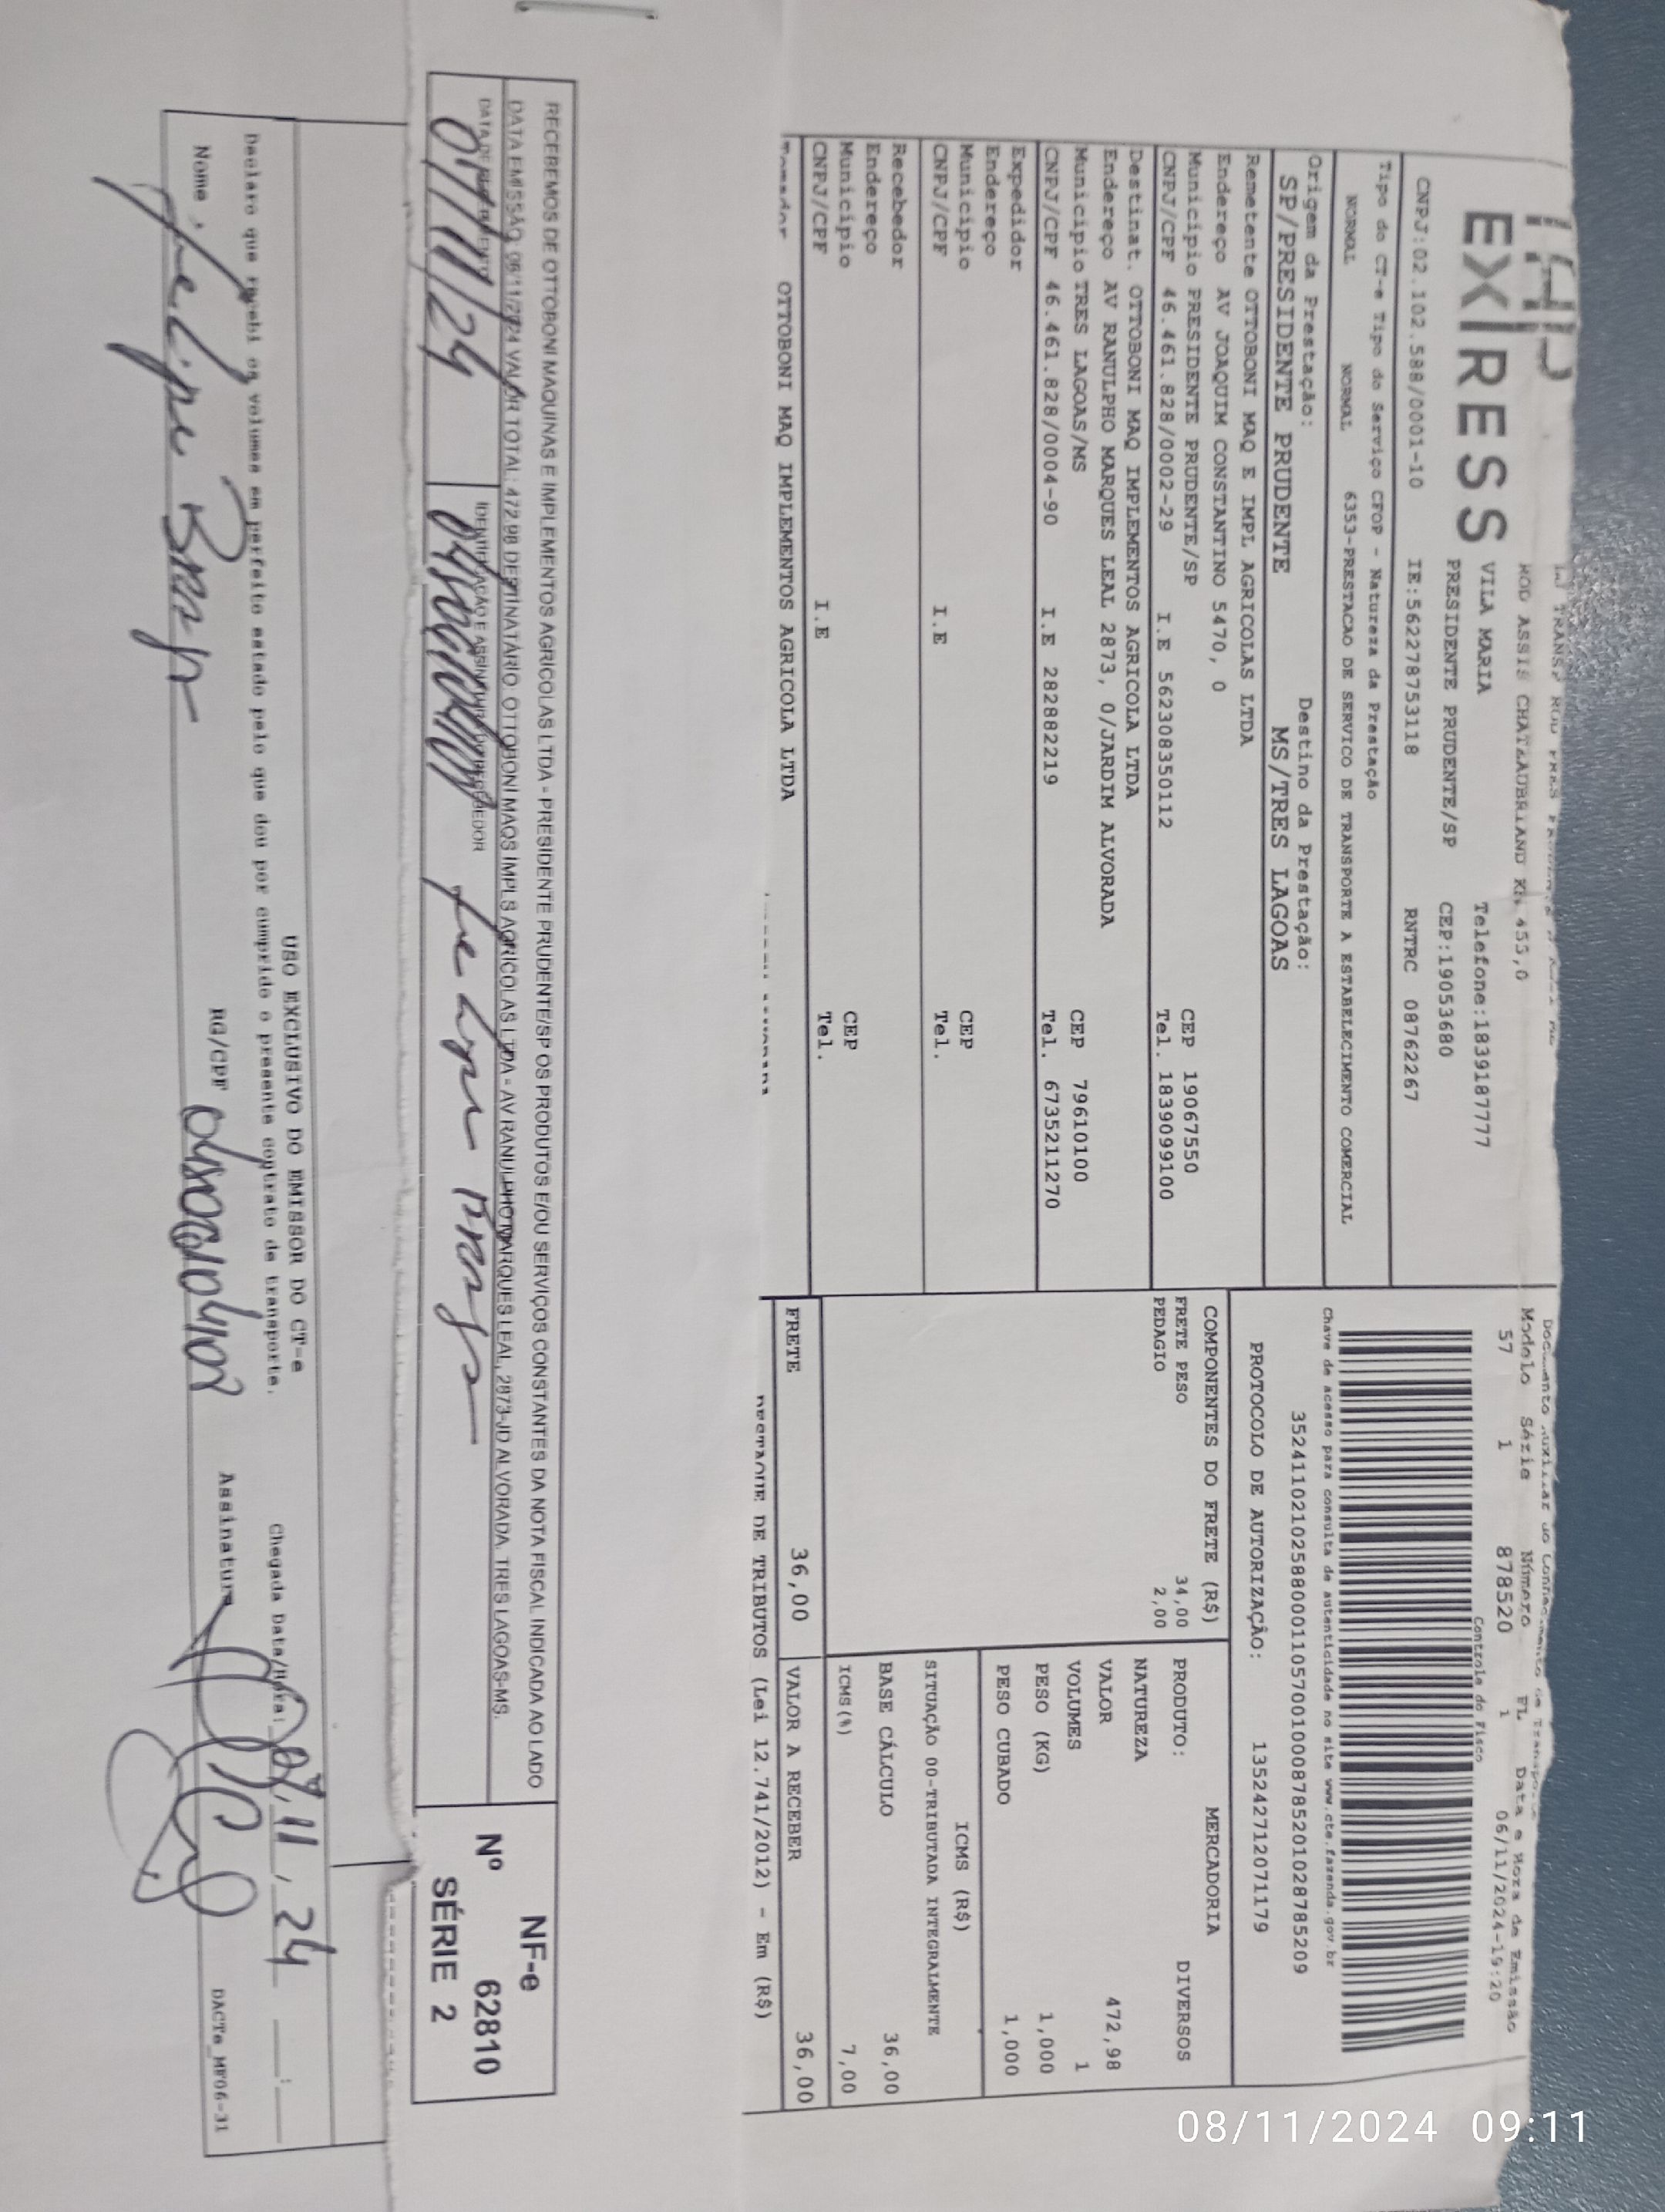 EXPRESS
ROD ASSIS CHATEAUBRIAND KM 455,0
VILA MARIA Telefone:1839187777
PRESIDENTE PRUDENTE/SP CEP:19053680
CNPJ:02.102.588/0001-10 IE:562278753118 RNTRC 08762267
Modelo Série Número FL Data e Hora de Emissão
57 1 878520 1 06/11/2024-19:20
Controle do Fisco
Tipo do CT-e Tipo do Serviço CFOP - Natureza da Prestação
NORMAL NORMAL 6353-PRESTACAO DE SERVICO DE TRANSPORTE A ESTABELECIMENTO COMERCIAL
Chave de acesso para consulta de autenticidade no site www.cte.fazenda.gov.br
35241102102588000110570010008785201028785209
Origem da Prestação: Destino da Prestação:
SP/PRESIDENTE PRUDENTE MS/TRES LAGOAS
PROTOCOLO DE AUTORIZAÇÃO: 135242712071179
Remetente OTTOBONI MAQ E IMPL AGRICOLAS LTDA
Endereço AV JOAQUIM CONSTANTINO 5470, 0
Município PRESIDENTE PRUDENTE/SP CEP 19067550
CNPJ/CPF 46.461.828/0002-29 I.E 562308350112 Tel. 1839099100
Destinat. OTTOBONI MAQ IMPLEMENTOS AGRICOLA LTDA
Endereço AV RANULPHO MARQUES LEAL 2873, 0/JARDIM ALVORADA
Municipio TRES LAGOAS/MS CEP 79610100
CNPJ/CPF 46.461.828/0004-90 I.E 282882219 Tel. 6735211270
Expedidor
Endereço
Município CEP
CNPJ/CPF I.E Tel.
Recebedor
Endereço
Município CEP
CNPJ/CPF I.E Tel.
Tomador OTTOBONI MAQ IMPLEMENTOS AGRICOLA LTDA
COMPONENTES DO FRETE (R$)
FRETE PESO 34,00
PEDAGIO 2,00
FRETE 36,00
MERCADORIA
PRODUTO: DIVERSOS
NATUREZA
VALOR 472,98
VOLUMES 1
PESO (KG) 1,000
PESO CUBADO 1,000
ICMS (R$)
SITUAÇÃO 00-TRIBUTADA INTEGRALMENTE
BASE CÁLCULO 36,00
ICMS(%) 7,00
VALOR A RECEBER 36,00
DESTAQUE DE TRIBUTOS (Lei 12.741/2012) - Em (R$)
RECEBEMOS DE OTTOBONI MAQUINAS E IMPLEMENTOS AGRICOLAS LTDA - PRESIDENTE PRUDENTE/SP OS PRODUTOS E/OU SERVIÇOS CONSTANTES DA NOTA FISCAL INDICADA AO LADO
DATA EMISSÃO: 06/11/2024 VALOR TOTAL: 472,98 DESTINATÁRIO: OTTOBONI MAQS IMPLS AGRICOLAS LTDA - AV RANULPHO MARQUES LEAL, 2873-JD ALVORADA. TRES LAGOAS-MS.
DATA DE RECEBIMENTO IDENTIFICAÇÃO E ASSINATURA DO RECEBEDOR
07/11/24
NF-e
Nº 62810
SÉRIE 2
USO EXCLUSIVO DO EMISSOR DO CT-e
Declaro que recebi os volumes em perfeito estado pelo que dou por cumprido o presente contrato de transporte.
Chegada Data/Hora: 11, 24
Nome: Felipe RG/CPF Assinatura
DACTe_MF06-31
08/11/2024 09:11